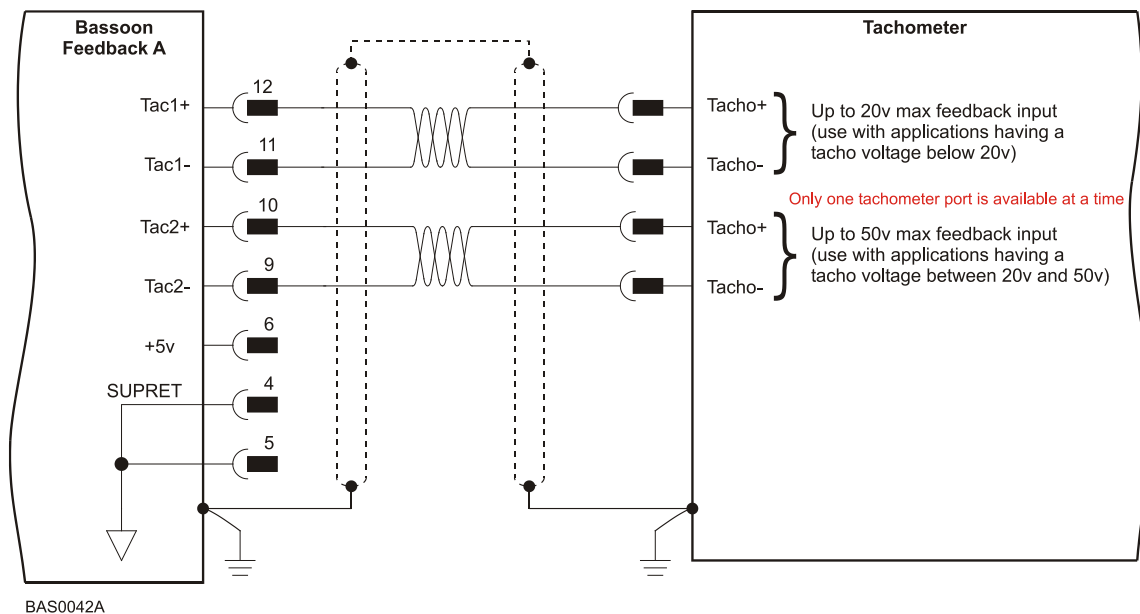 Bassoon
Feedback A
Tachometer
Tac1+
12
Tacho+
Up to 20v max feedback input
(use with applications having a
tacho voltage below 20v)
Tac1-
11
Tacho-
Only one tachometer port is available at a time
Tac2+
10
Tacho+
Up to 50v max feedback input
(use with applications having a
tacho voltage between 20v and 50v)
Tac2-
9
Tacho-
+5v
6
SUPRET
4
5
BAS0042A